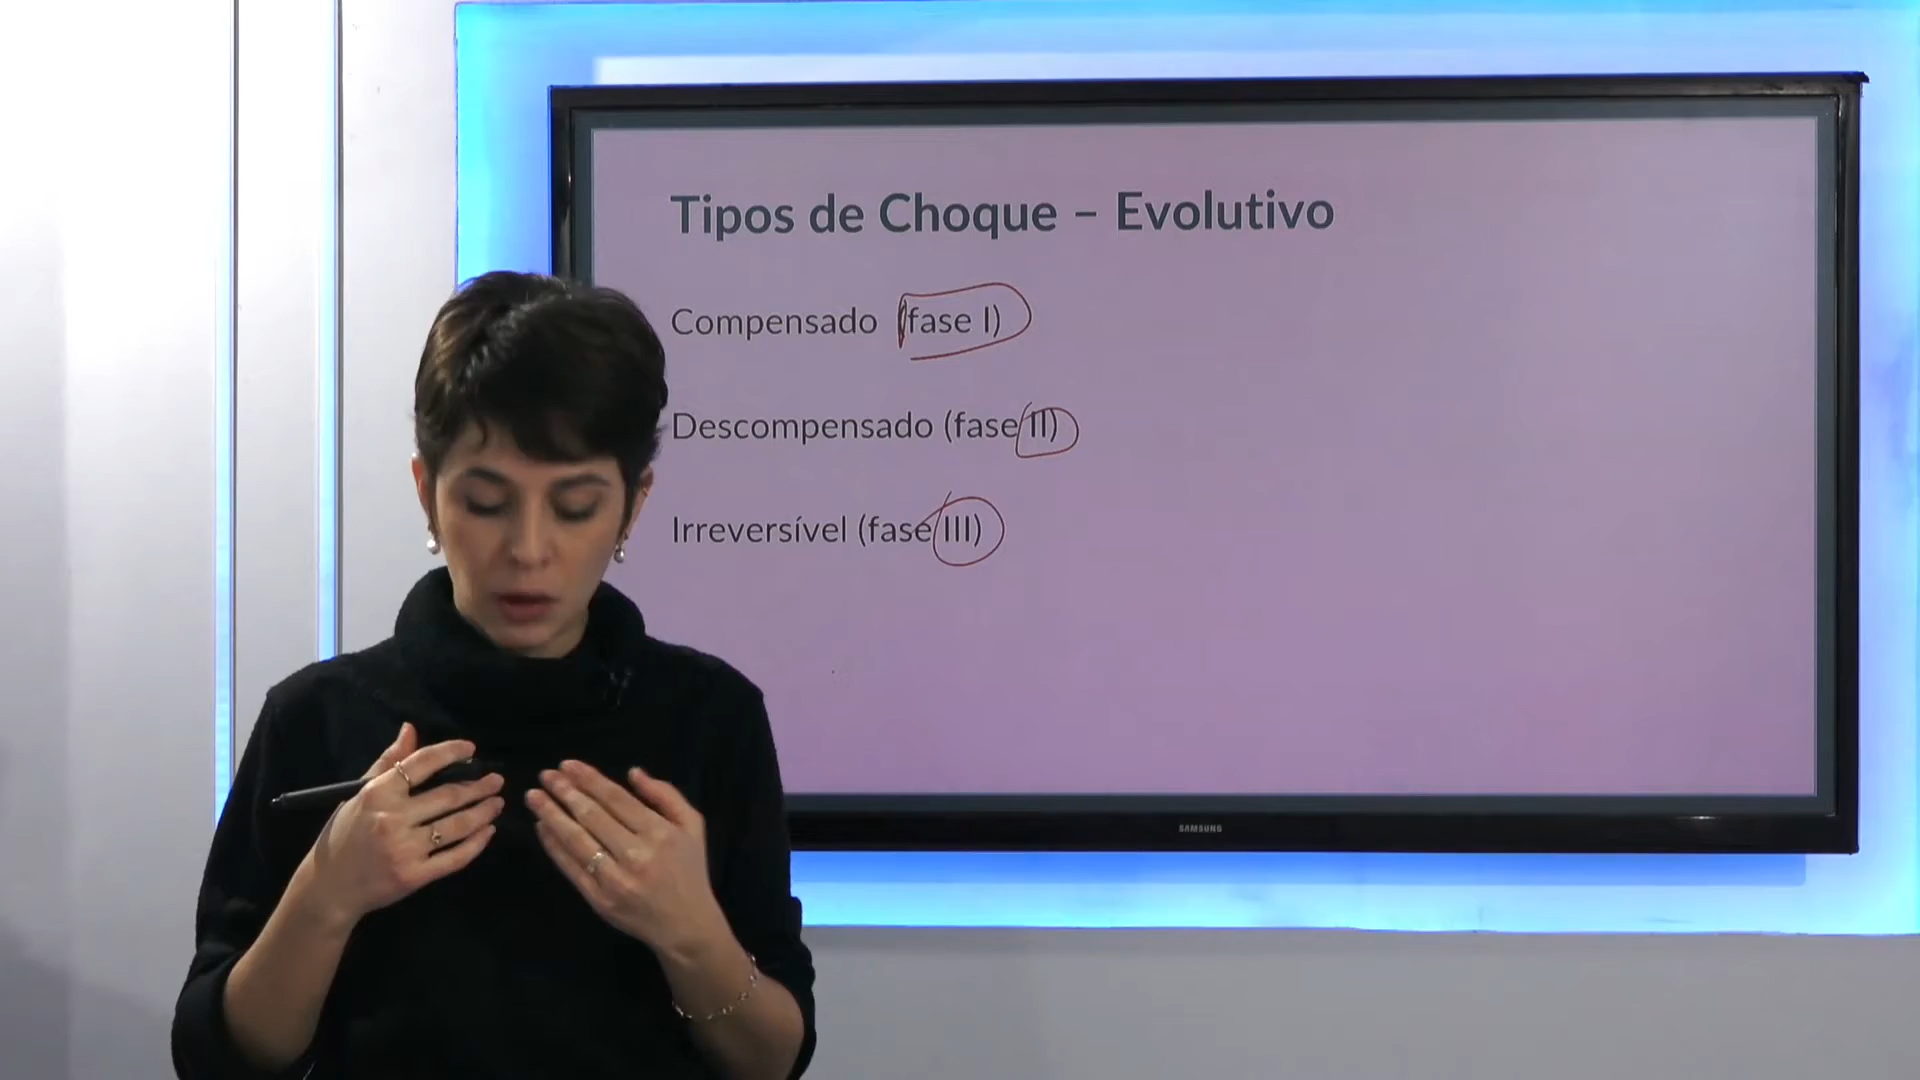 Tipos de Choque – Evolutivo
Compensado (fase I)
Descompensado (fase II)
Irreversível (fase III)
SAMSUNG